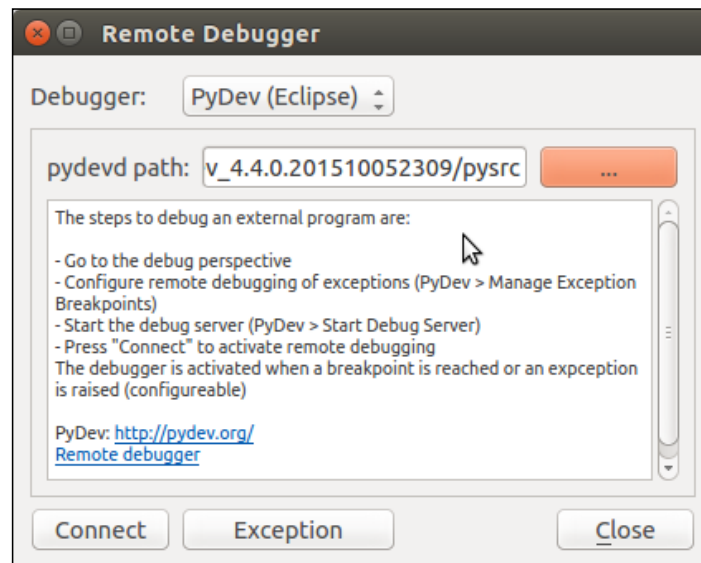 Remote Debugger
Debugger: PyDev (Eclipse)
pydevd path: v_4.4.0.201510052309/pysrc ...
The steps to debug an external program are:
- Go to the debug perspective
- Configure remote debugging of exceptions (PyDev > Manage Exception
Breakpoints)
- Start the debug server (PyDev > Start Debug Server)
- Press "Connect" to activate remote debugging
The debugger is activated when a breakpoint is reached or an expception
is raised (configureable)
PyDev: http://pydev.org/
Remote debugger
Connect Exception Close